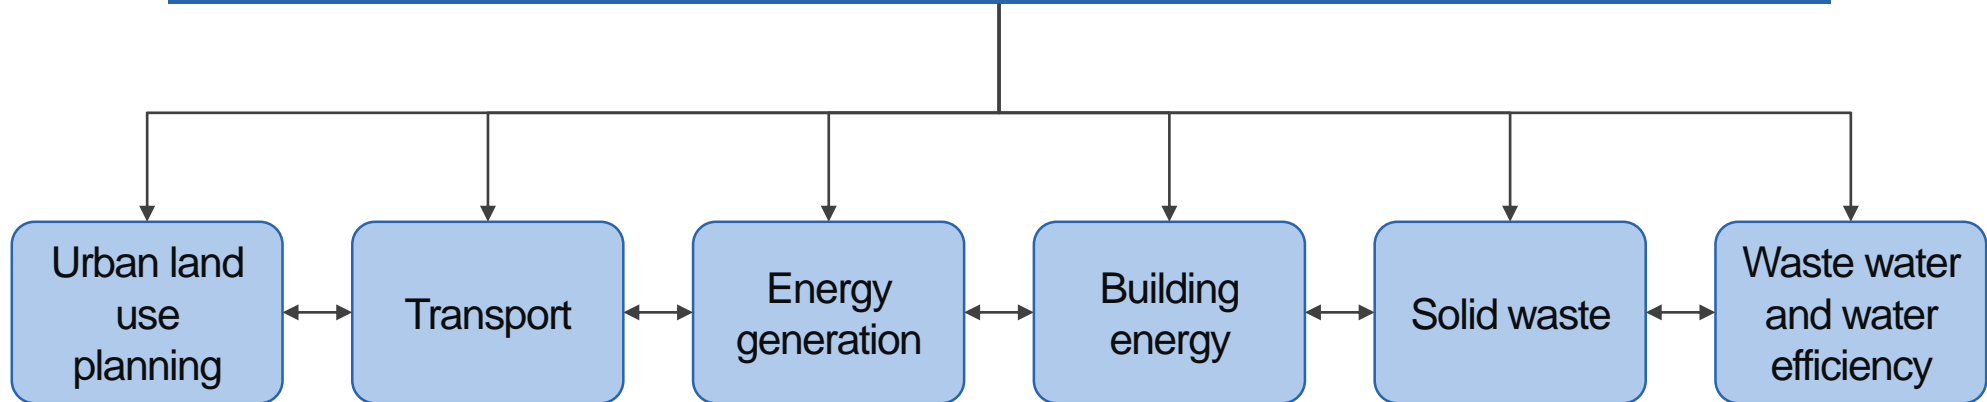 Urban land
use
planning
Transport
Energy
generation
Building
energy
Solid waste
Waste water
and water
efficiency